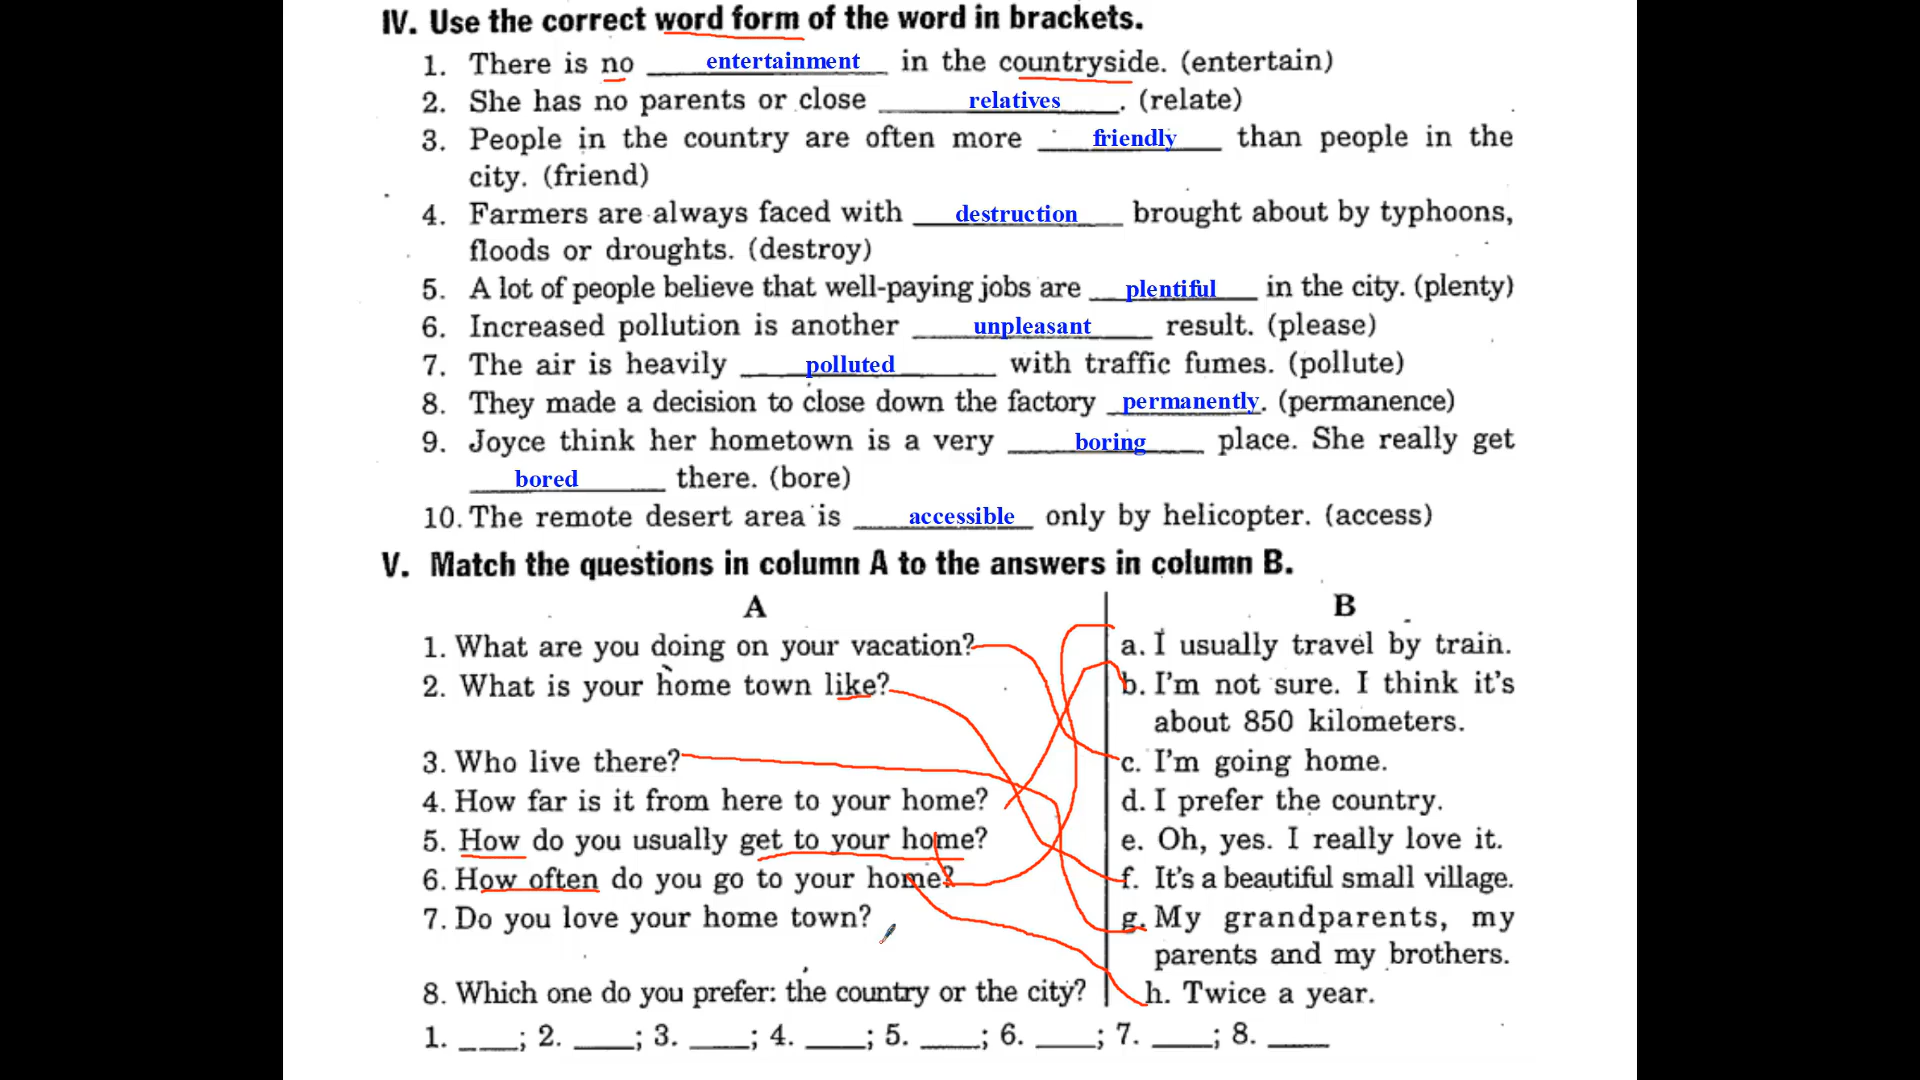 IV. Use the correct word form of the word in brackets.
1. There is no entertainment in the countryside. (entertain)
2. She has no parents or close relatives. (relate)
3. People in the country are often more friendly than people in the
city. (friend)
4. Farmers are always faced with destruction brought about by typhoons,
floods or droughts. (destroy)
5. A lot of people believe that well-paying jobs are plentiful in the city. (plenty)
6. Increased pollution is another unpleasant result. (please)
7. The air is heavily polluted with traffic fumes. (pollute)
8. They made a decision to close down the factory permanently. (permanence)
9. Joyce think her hometown is a very boring place. She really get
bored there. (bore)
10. The remote desert area is accessible only by helicopter. (access)
V. Match the questions in column A to the answers in column B.
A B
1. What are you doing on your vacation? a. I usually travel by train.
2. What is your home town like? b. I'm not sure. I think it's
about 850 kilometers.
3. Who live there? c. I'm going home.
4. How far is it from here to your home? d. I prefer the country.
5. How do you usually get to your home? e. Oh, yes. I really love it.
6. How often do you go to your home? f. It's a beautiful small village.
7. Do you love your home town? g. My grandparents, my
parents and my brothers.
8. Which one do you prefer: the country or the city? h. Twice a year.
1. ____; 2. ____; 3. ____; 4. ____; 5. ____; 6. ____; 7. ____; 8. ____